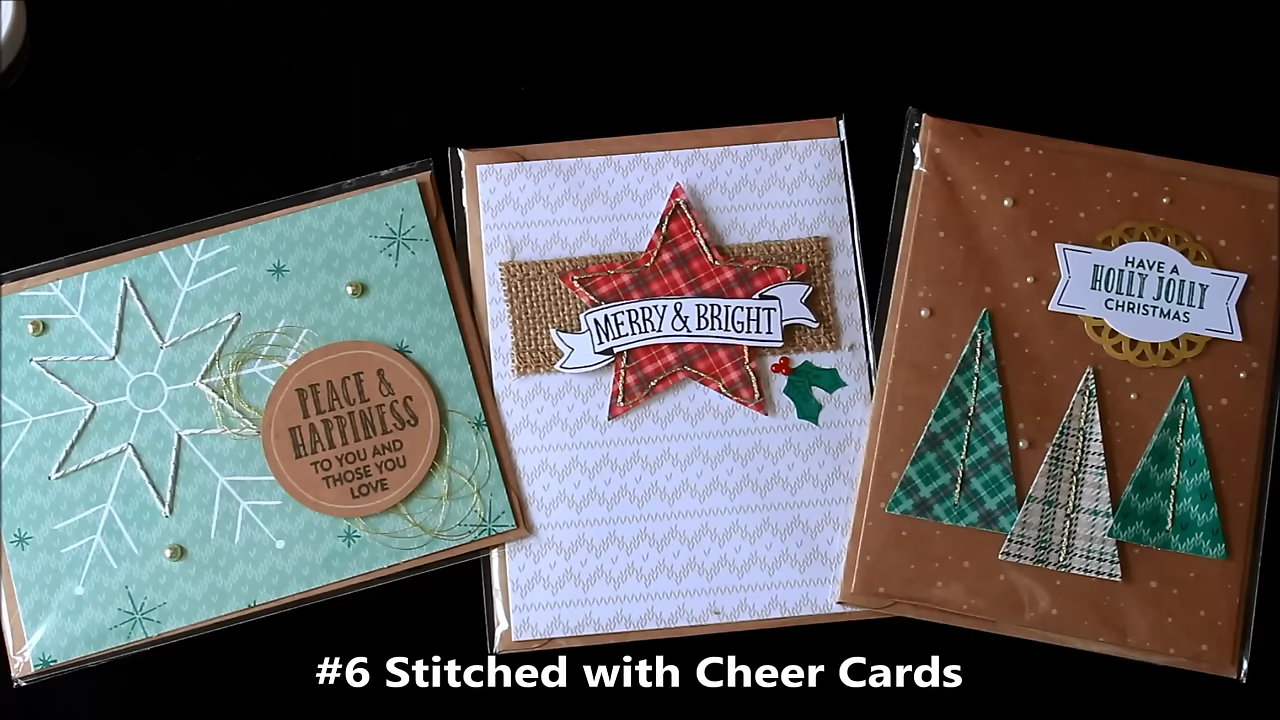 PEACE &
HAPPINESS
TO YOU AND
THOSE YOU
LOVE
MERRY & BRIGHT
HAVE A
HOLLY JOLLY
CHRISTMAS
#6 Stitched with Cheer Cards